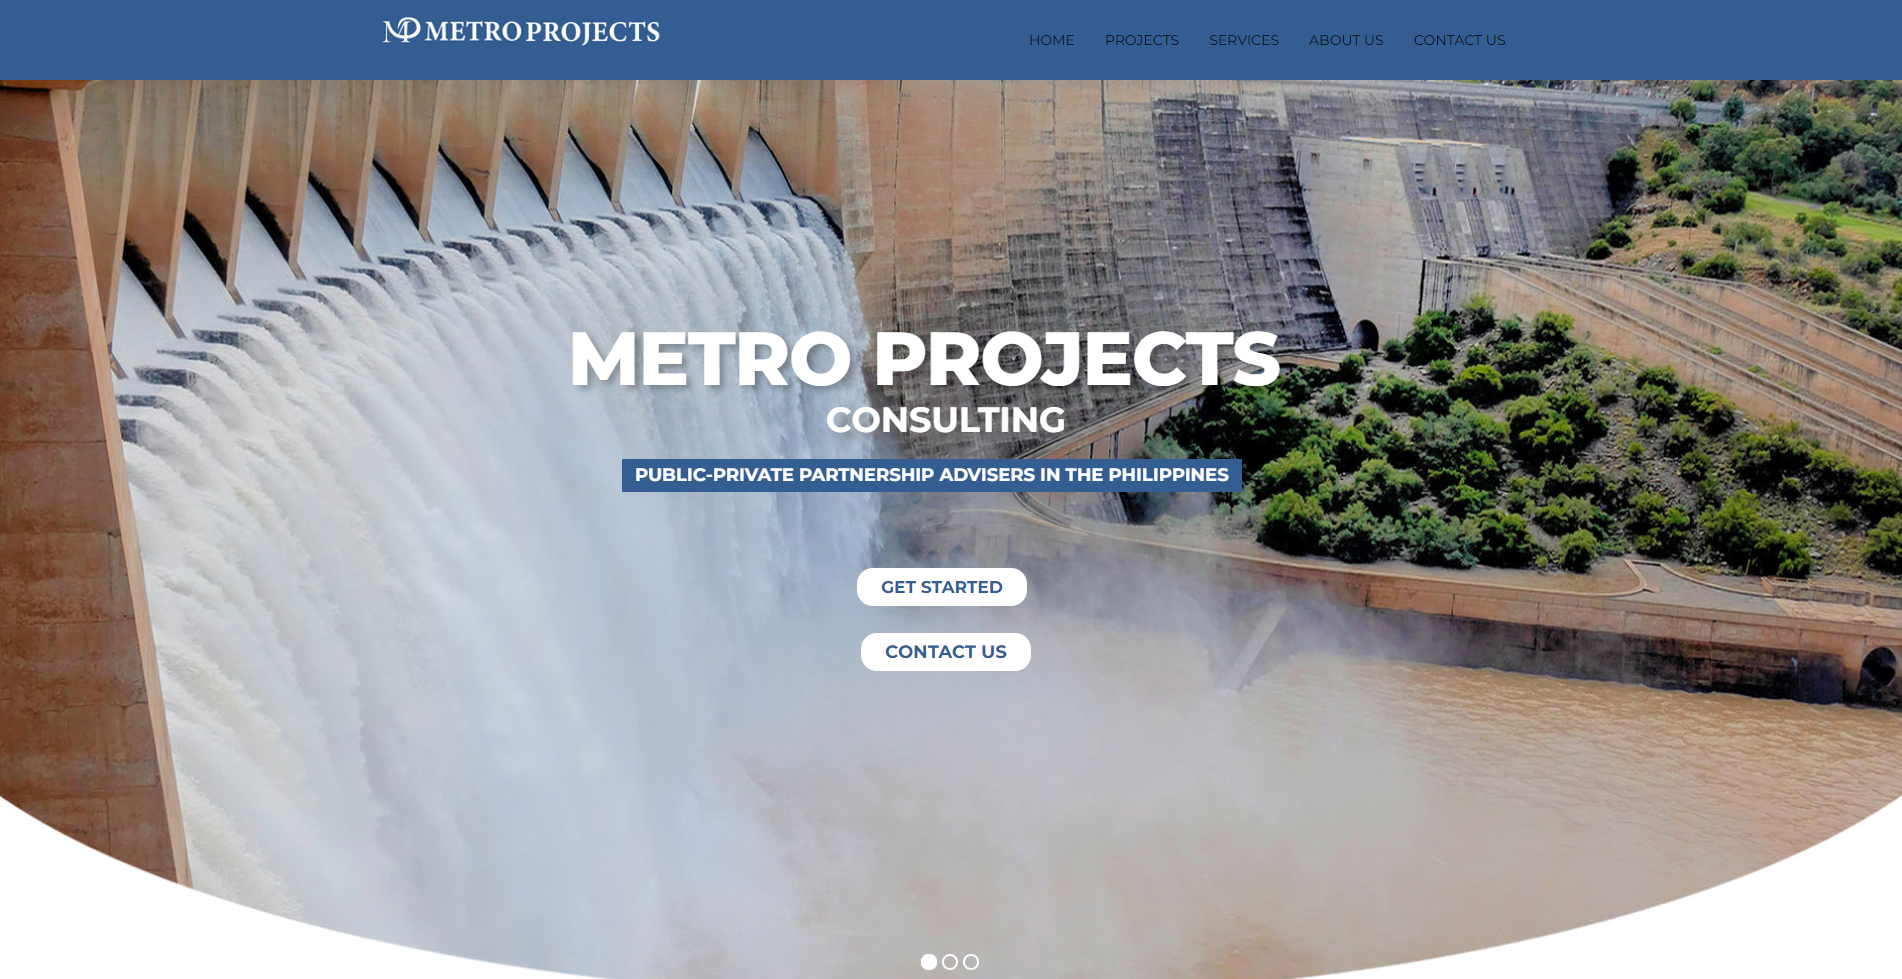 METRO PROJECTS
HOME PROJECTS SERVICES ABOUT US CONTACT US
METRO PROJECTS
CONSULTING
PUBLIC-PRIVATE PARTNERSHIP ADVISERS IN THE PHILIPPINES
GET STARTED
CONTACT US